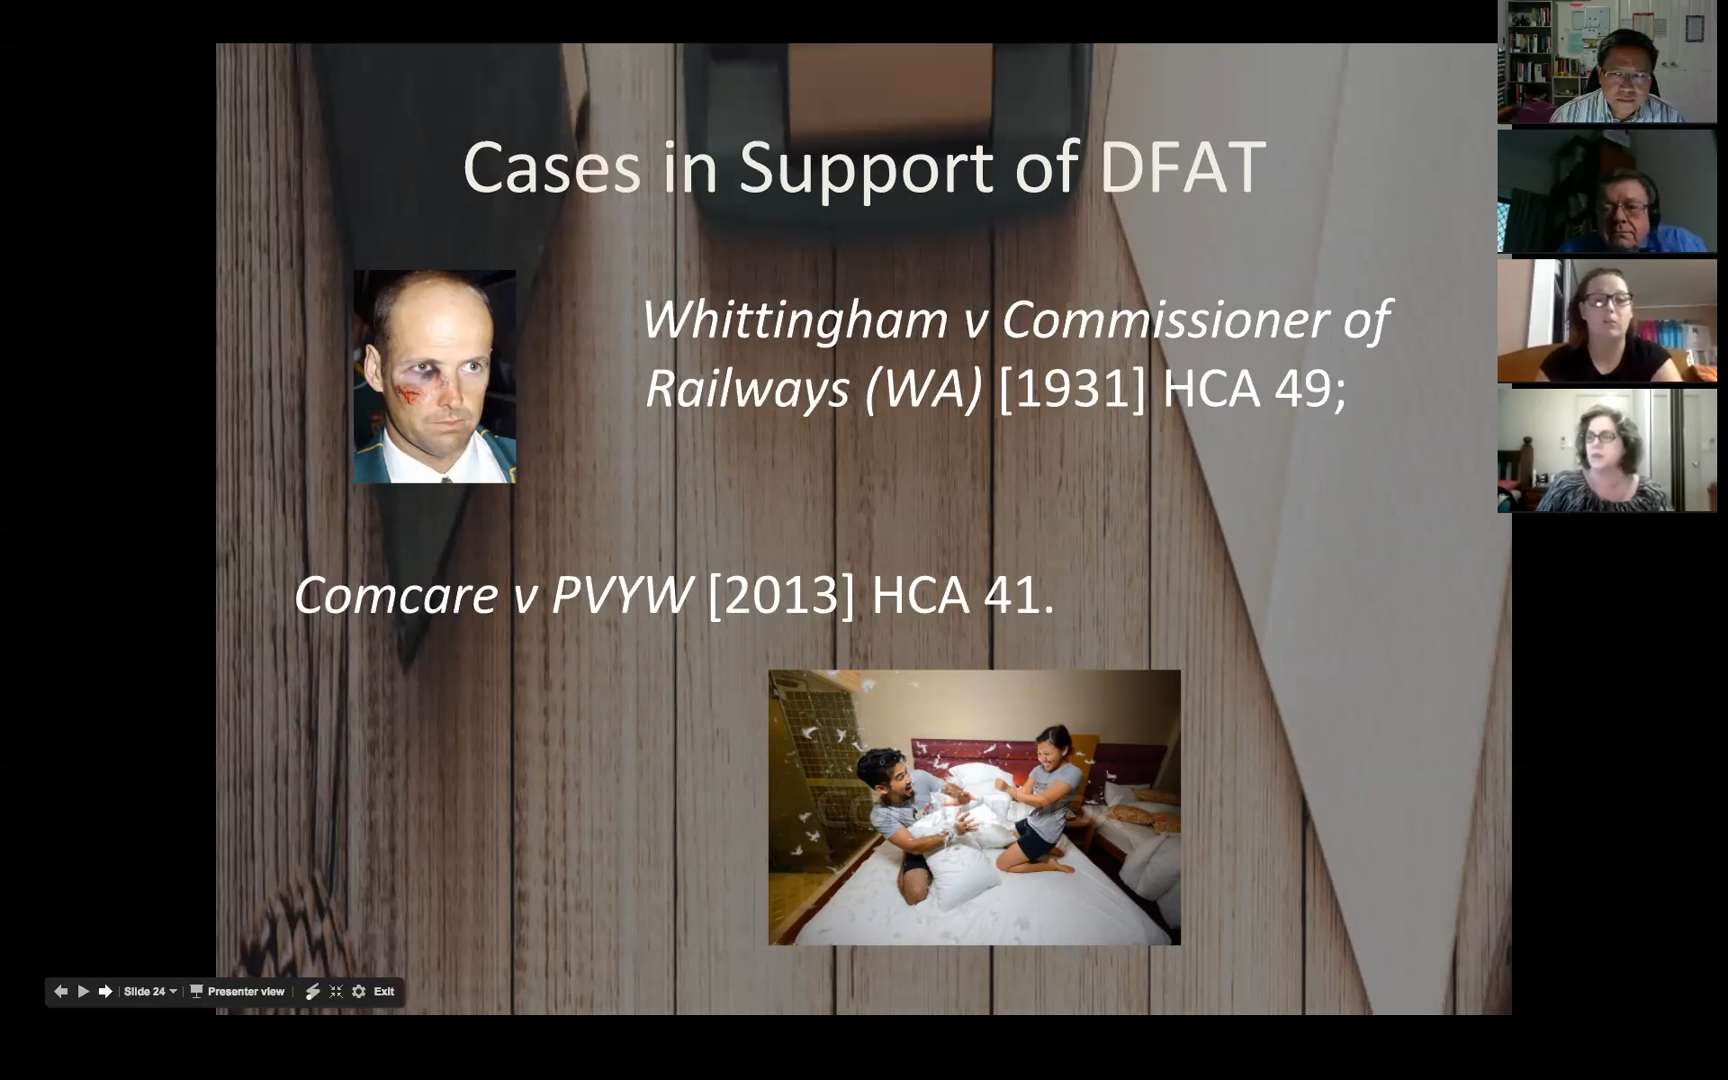 Cases in Support of DFAT
Whittingham v Commissioner of
Railways (WA) [1931] HCA 49;
Comcare v PVYW [2013] HCA 41.
Slide 24
Presenter view
Exit